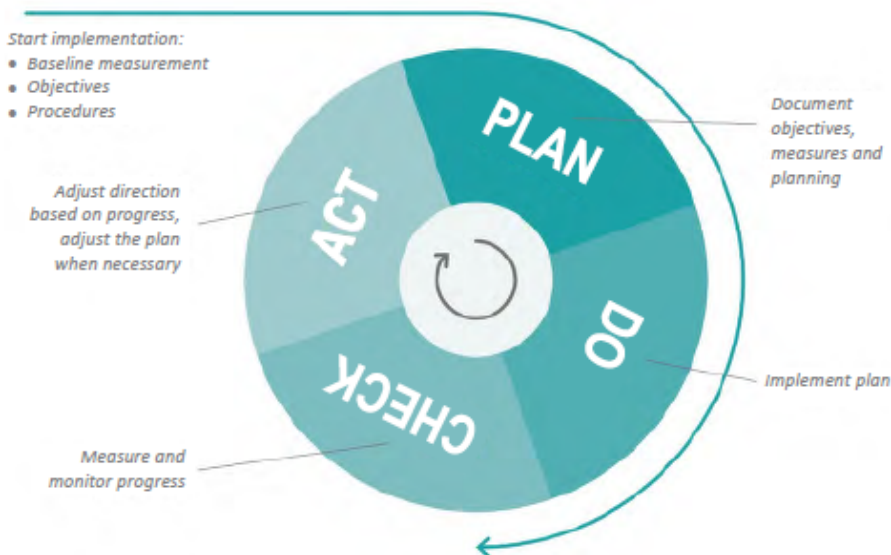 Start implementation:
• Baseline measurement
• Objectives
• Procedures
PLAN
Document
objectives,
measures and
planning
ACT
Adjust direction
based on progress,
adjust the plan
when necessary
DO
Implement plan
CHECK
Measure and
monitor progress